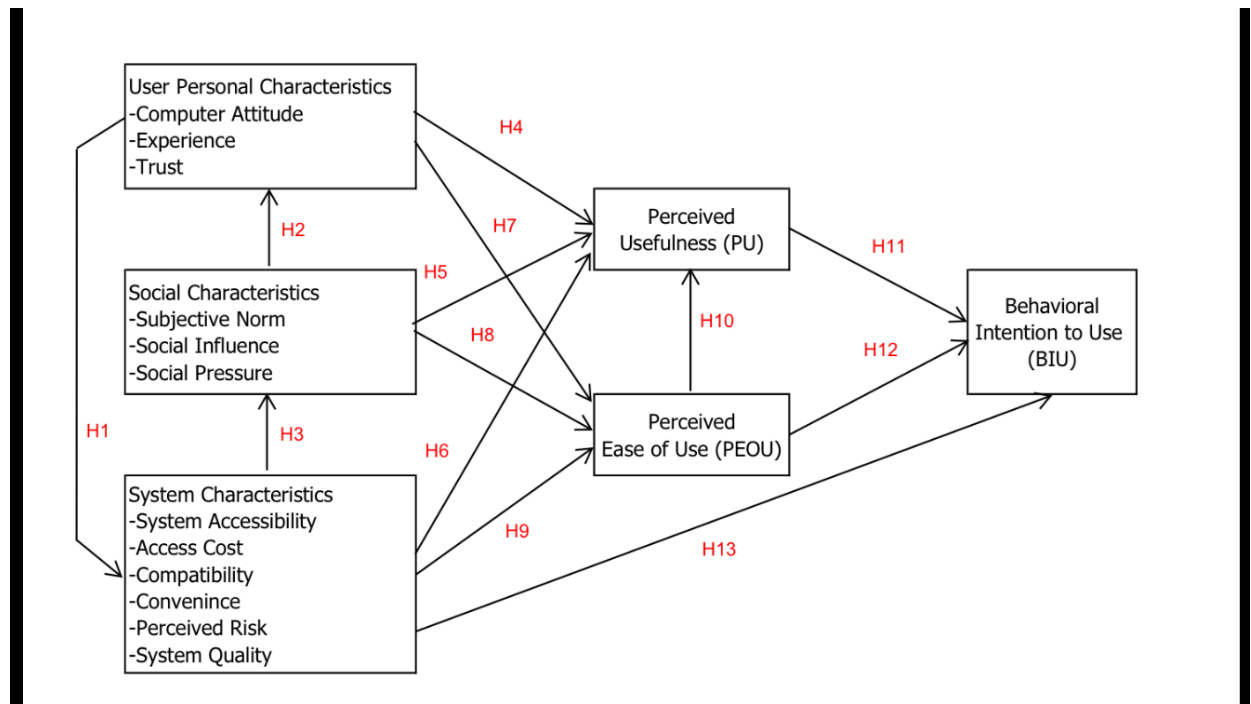 User Personal Characteristics
-Computer Attitude
-Experience
-Trust
H4
H2
H7
Perceived
Usefulness (PU)
H11
H5
Social Characteristics
-Subjective Norm
-Social Influence
-Social Pressure
H8
H10
Behavioral
Intention to Use
(BIU)
H12
H1
H3
H6
Perceived
Ease of Use (PEOU)
System Characteristics
-System Accessibility
-Access Cost
-Compatibility
-Convenince
-Perceived Risk
-System Quality
H9
H13